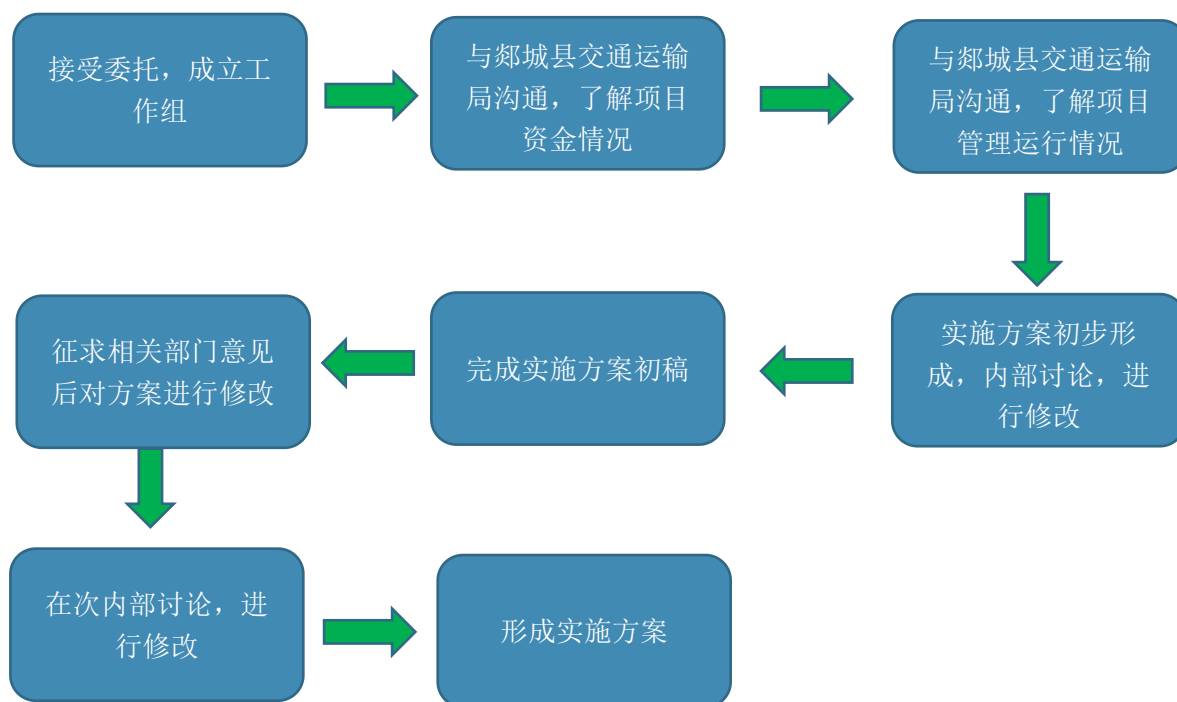 接受委托，成立工
作组
与郯城县交通运输
局沟通，了解项目
资金情况
与郯城县交通运输
局沟通，了解项目
管理运行情况
实施方案初步形
成，内部讨论，进
行修改
完成实施方案初稿
征求相关部门意见
后对方案进行修改
在次内部讨论，进
行修改
形成实施方案